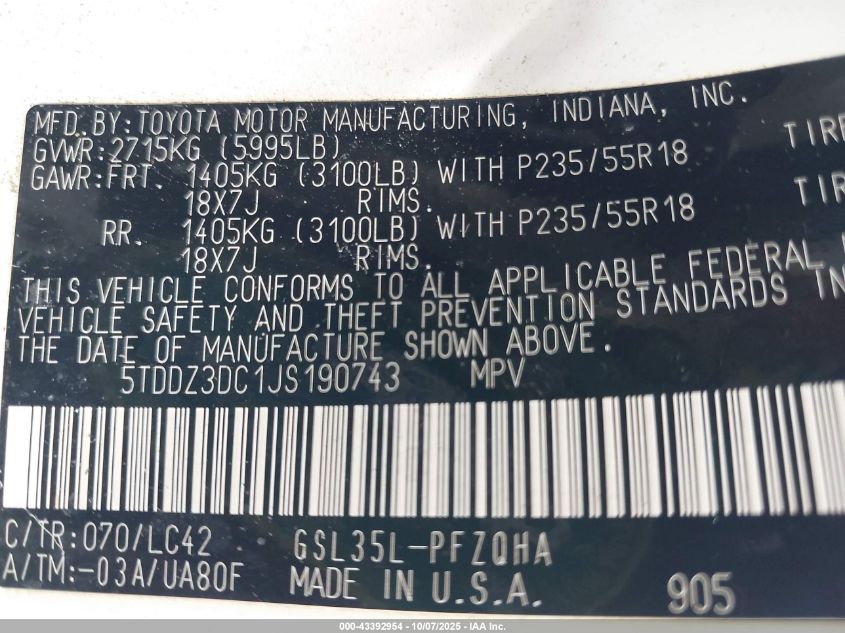 MFD. BY: TOYOTA MOTOR MANUFACTURING, INDIANA, INC.
GVWR: 2715KG (5995LB)
GAWR: FRT. 1405KG (3100LB) WITH P235/55R18 TIRE
18X7J RIMS.
RR. 1405KG (3100LB) WITH P235/55R18 TIR
18X7J RIMS.
THIS VEHICLE CONFORMS TO ALL APPLICABLE FEDERAL
VEHICLE SAFETY AND THEFT PREVENTION STANDARDS IN
THE DATE OF MANUFACTURE SHOWN ABOVE.
5TDDZ3DC1JS190743 MPV
C/TR: 070/LC42 GSL35L-PFZQHA
A/TM:-03A/UA80F MADE IN U.S.A. 905
000-43392954 | 10/07/2025 - IAA Inc.